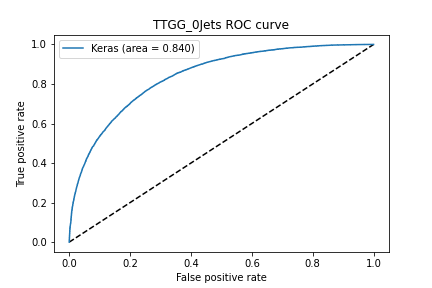 TTGG_0Jets ROC curve
Keras (area = 0.840)
True positive rate
1.0
0.8
0.6
0.4
0.2
0.0
0.0 0.2 0.4 0.6 0.8 1.0
False positive rate